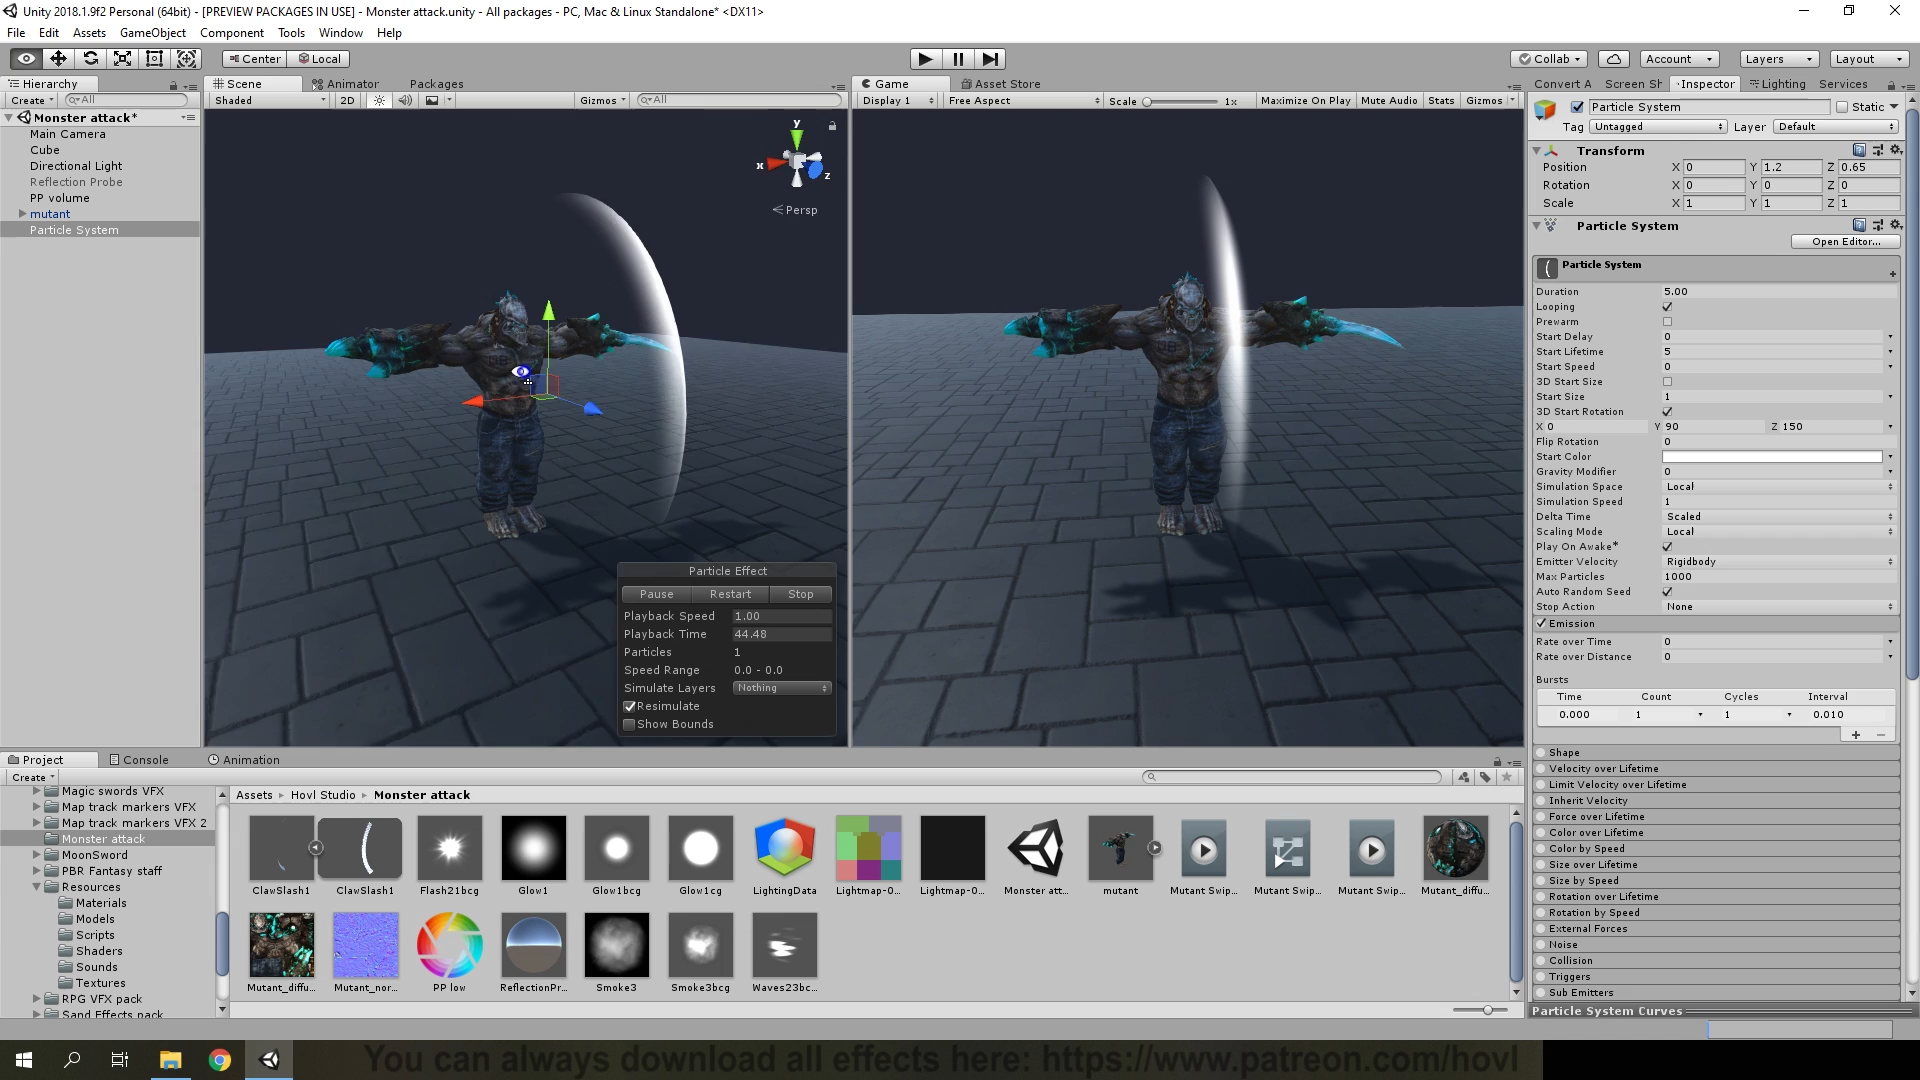 Unity 2018.1.9f2 Personal (64bit) - [PREVIEW PACKAGES IN USE] - Monster attack.unity - All packages - PC, Mac & Linux Standalone* <DX11>
File Edit Assets GameObject Component Tools Window Help
Center Local Collab Account Layers Layout
Hierarchy
Create All
Monster attack*
Main Camera
Cube
Directional Light
Reflection Probe
PP volume
mutant
Particle System
Scene Animator Packages
Shaded 2D Gizmos All
y
x
z
Persp
Particle Effect
Pause Restart Stop
Playback Speed 1.00
Playback Time 44.48
Particles 1
Speed Range 0.0 - 0.0
Simulate Layers Nothing
Resimulate
Show Bounds
Game Asset Store
Display 1 Free Aspect Scale 1x Maximize On Play Mute Audio Stats Gizmos
Convert A Screen Sh Inspector Lighting Services
Particle System Static
Tag Untagged Layer Default
Transform
Position X 0 Y 1.2 Z 0.65
Rotation X 0 Y 0 Z 0
Scale X 1 Y 1 Z 1
Particle System
Open Editor...
Particle System
Duration 5.00
Looping
Prewarm
Start Delay 0
Start Lifetime 5
Start Speed 0
3D Start Size
Start Size 1
3D Start Rotation
X 0 Y 90 Z 150
Flip Rotation 0
Start Color
Gravity Modifier 0
Simulation Space Local
Simulation Speed 1
Delta Time Scaled
Scaling Mode Local
Play On Awake*
Emitter Velocity Rigidbody
Max Particles 1000
Auto Random Seed
Stop Action None
Emission
Rate over Time 0
Rate over Distance 0
Bursts
Time Count Cycles Interval
0.000 1 1 0.010
Shape
Velocity over Lifetime
Limit Velocity over Lifetime
Inherit Velocity
Force over Lifetime
Color over Lifetime
Color by Speed
Size over Lifetime
Size by Speed
Rotation over Lifetime
Rotation by Speed
External Forces
Noise
Collision
Triggers
Sub Emitters
Particle System Curves
Project Console Animation
Create
Magic swords VFX
Map track markers VFX
Map track markers VFX 2
Monster attack
MoonSword
PBR Fantasy staff
Resources
Materials
Models
Scripts
Shaders
Sounds
Textures
RPG VFX pack
Sand Effects pack
Assets Hovl Studio Monster attack
ClawSlash1 ClawSlash1 Flash21bcg Glow1 Glow1bcg Glow1cg LightingData Lightmap-0... Lightmap-0... Monster att... mutant Mutant Swip... Mutant Swip... Mutant Swip... Mutant_diffu...
Mutant_diffu... Mutant_nor... PP low ReflectionPr... Smoke3 Smoke3bcg Waves23bc...
You can always download all effects here: https://www.patreon.com/hovl